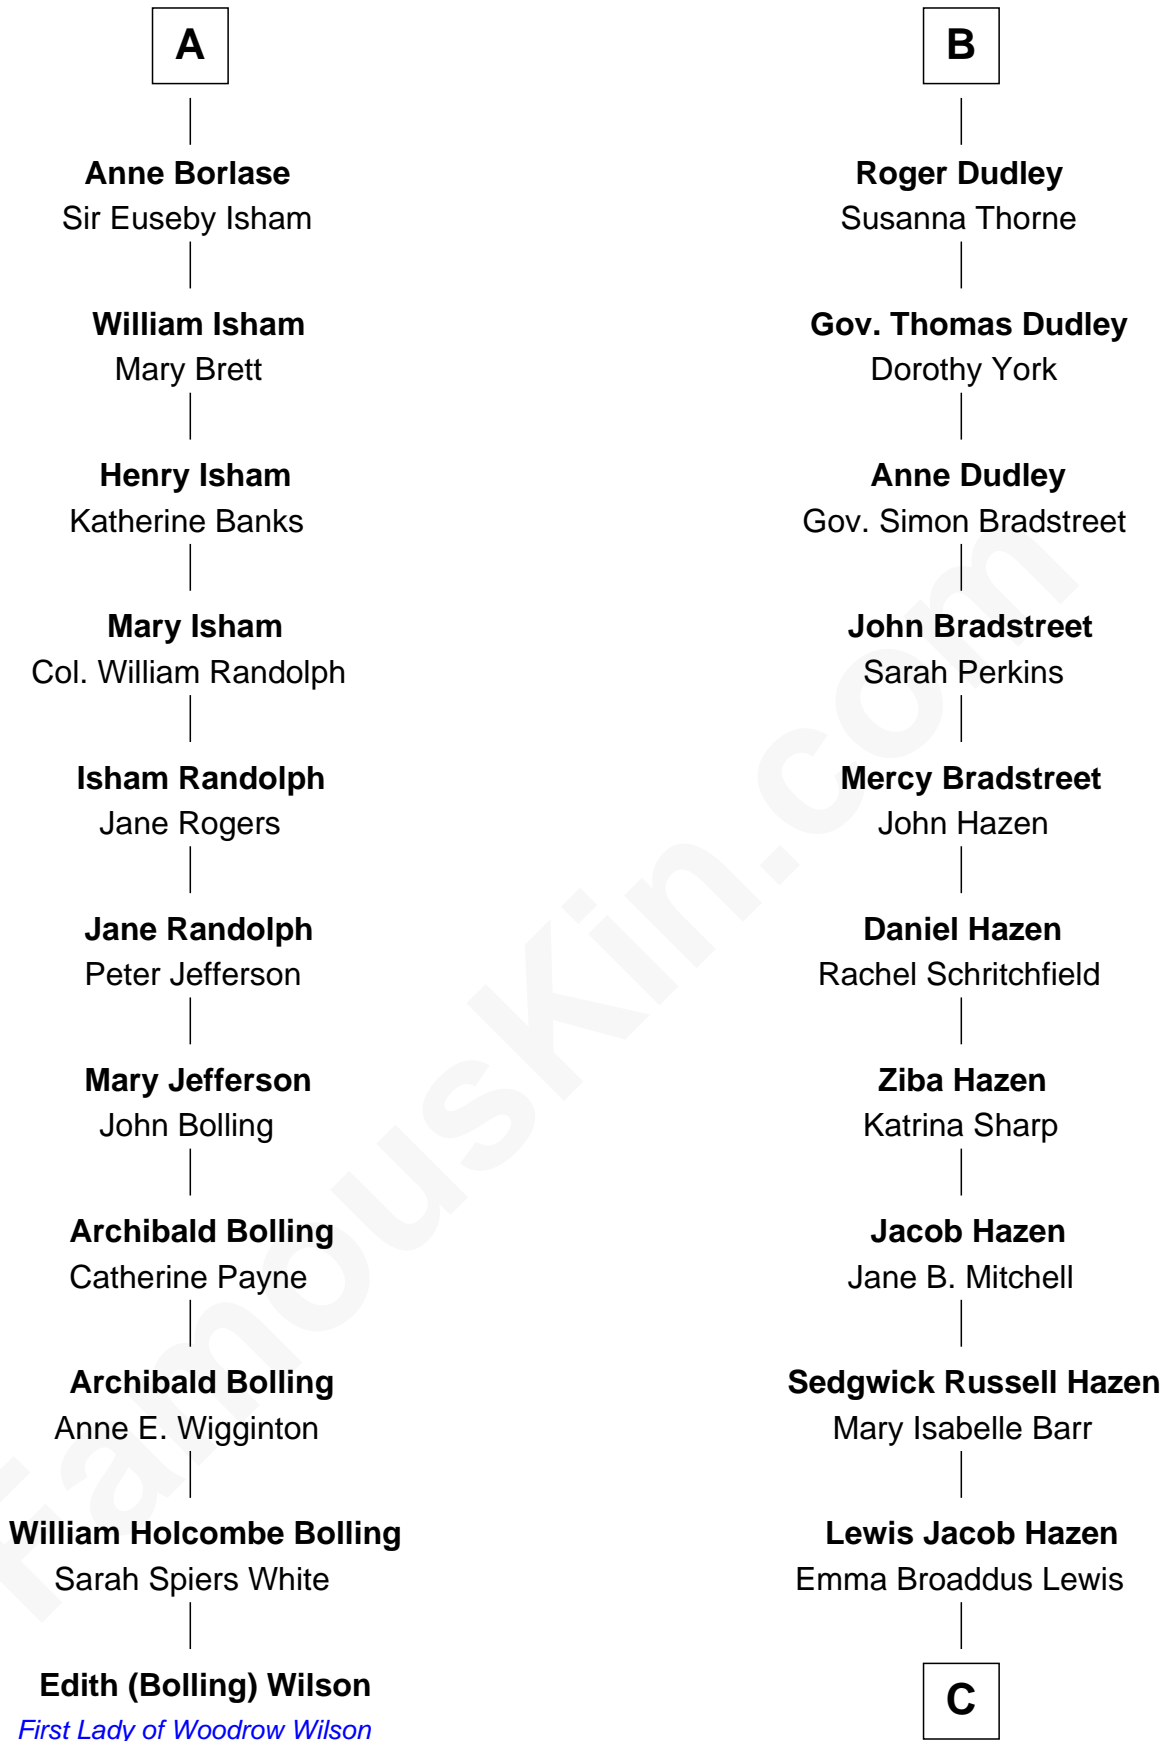 A
Anne Borlase
Sir Euseby Isham
William Isham
Mary Brett
Henry Isham
Katherine Banks
Mary Isham
Col. William Randolph
Isham Randolph
Jane Rogers
Jane Randolph
Peter Jefferson
Mary Jefferson
John Bolling
Archibald Bolling
Catherine Payne
Archibald Bolling
Anne E. Wigginton
William Holcombe Bolling
Sarah Spiers White
Edith (Bolling) Wilson
First Lady of Woodrow Wilson
B
Roger Dudley
Susanna Thorne
Gov. Thomas Dudley
Dorothy York
Anne Dudley
Gov. Simon Bradstreet
John Bradstreet
Sarah Perkins
Mercy Bradstreet
John Hazen
Daniel Hazen
Rachel Schritchfield
Ziba Hazen
Katrina Sharp
Jacob Hazen
Jane B. Mitchell
Sedgwick Russell Hazen
Mary Isabelle Barr
Lewis Jacob Hazen
Emma Broaddus Lewis
C
FamousKin.com